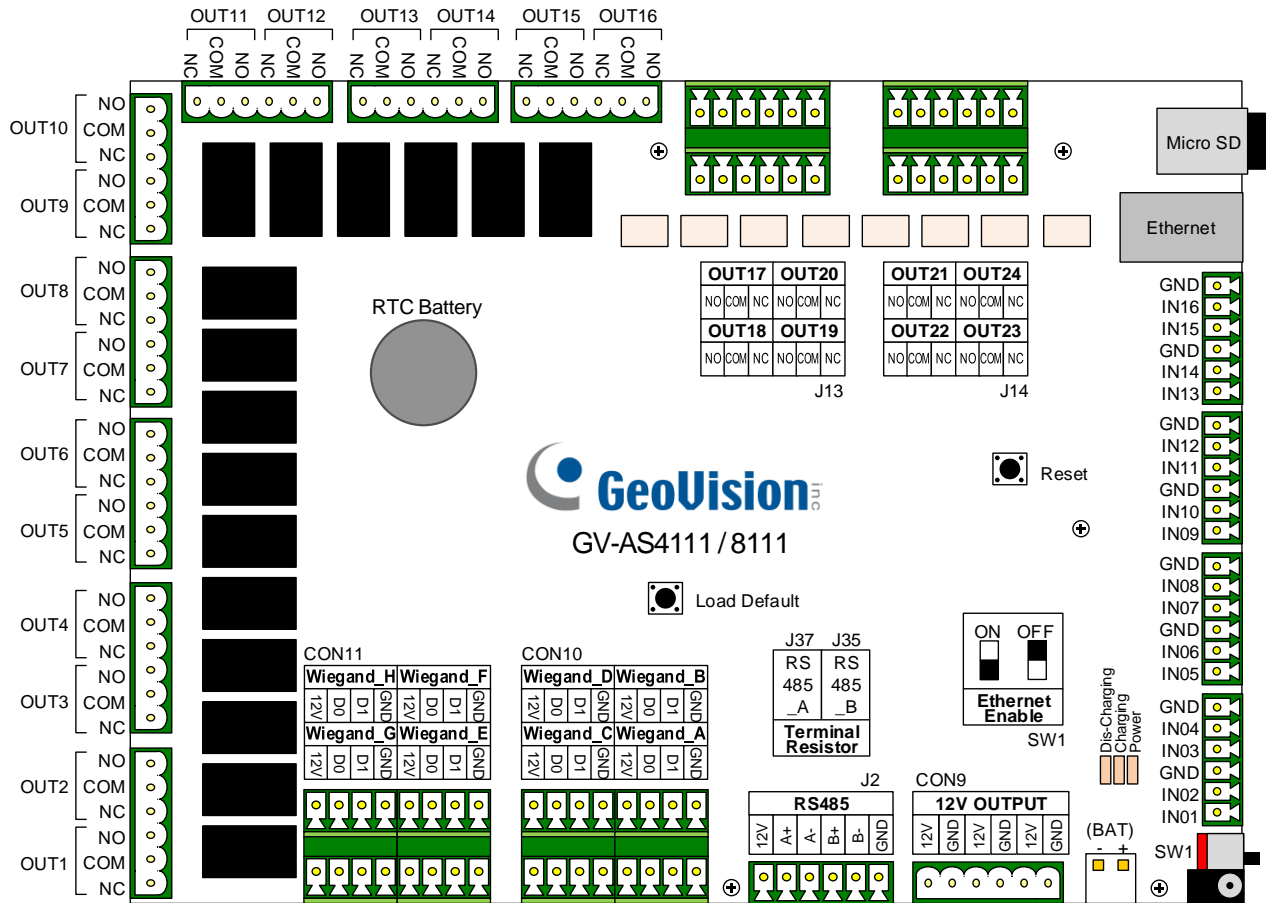 OUT11 OUT12 OUT13 OUT14 OUT15 OUT16
NC COM NO NC COM NO NC COM NO NC COM NO NC COM NO NC COM NO
OUT10
NO
COM
NC
OUT9
NO
COM
NC
OUT8
NO
COM
NC
OUT7
NO
COM
NC
OUT6
NO
COM
NC
OUT5
NO
COM
NC
OUT4
NO
COM
NC
OUT3
NO
COM
NC
OUT2
NO
COM
NC
OUT1
NO
COM
NC
Micro SD
Ethernet
RTC Battery
OUT17 OUT20
NO COM NC NO COM NC
OUT18 OUT19
NO COM NC NO COM NC
J13
OUT21 OUT24
NO COM NC NO COM NC
OUT22 OUT23
NO COM NC NO COM NC
J14
GND
IN16
IN15
GND
IN14
IN13
GND
IN12
IN11
GND
IN10
IN09
GND
IN08
IN07
GND
IN06
IN05
GND
IN04
IN03
GND
IN02
IN01
GeoVision inc
GV-AS4111 / 8111
Reset
Load Default
CON11
Wiegand_H Wiegand_F
12V D0 D1 GND 12V D0 D1 GND
Wiegand_G Wiegand_E
12V D0 D1 GND 12V D0 D1 GND
CON10
Wiegand_D Wiegand_B
12V D0 D1 GND 12V D0 D1 GND
Wiegand_C Wiegand_A
12V D0 D1 GND 12V D0 D1 GND
J37 J35
RS RS
485 485
_A _B
Terminal
Resistor
ON OFF
Ethernet
Enable
SW1
Dis-Charging
Charging
Power
J2
RS485
12V A+ A- B+ B- GND
CON9
12V OUTPUT
12V GND 12V GND 12V GND
(BAT)
- +
SW1